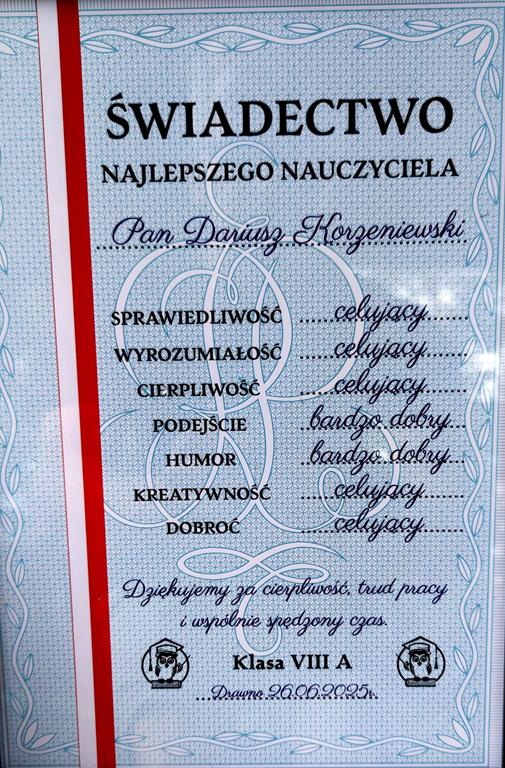 ŚWIADECTWO
NAJLEPSZEGO NAUCZYCIELA
Pan Dariusz Korzeniewski
SPRAWIEDLIWOŚĆ celujący
WYROZUMIAŁOŚĆ celujący
CIERPLIWOŚĆ celujący
PODEJŚCIE bardzo dobry
HUMOR bardzo dobry
KREATYWNOŚĆ celujący
DOBROĆ celujący
Dziękujemy za cierpliwość, trud pracy
i wspólnie spędzony czas.
Klasa VIII A
Drawno 26.06.2025r.